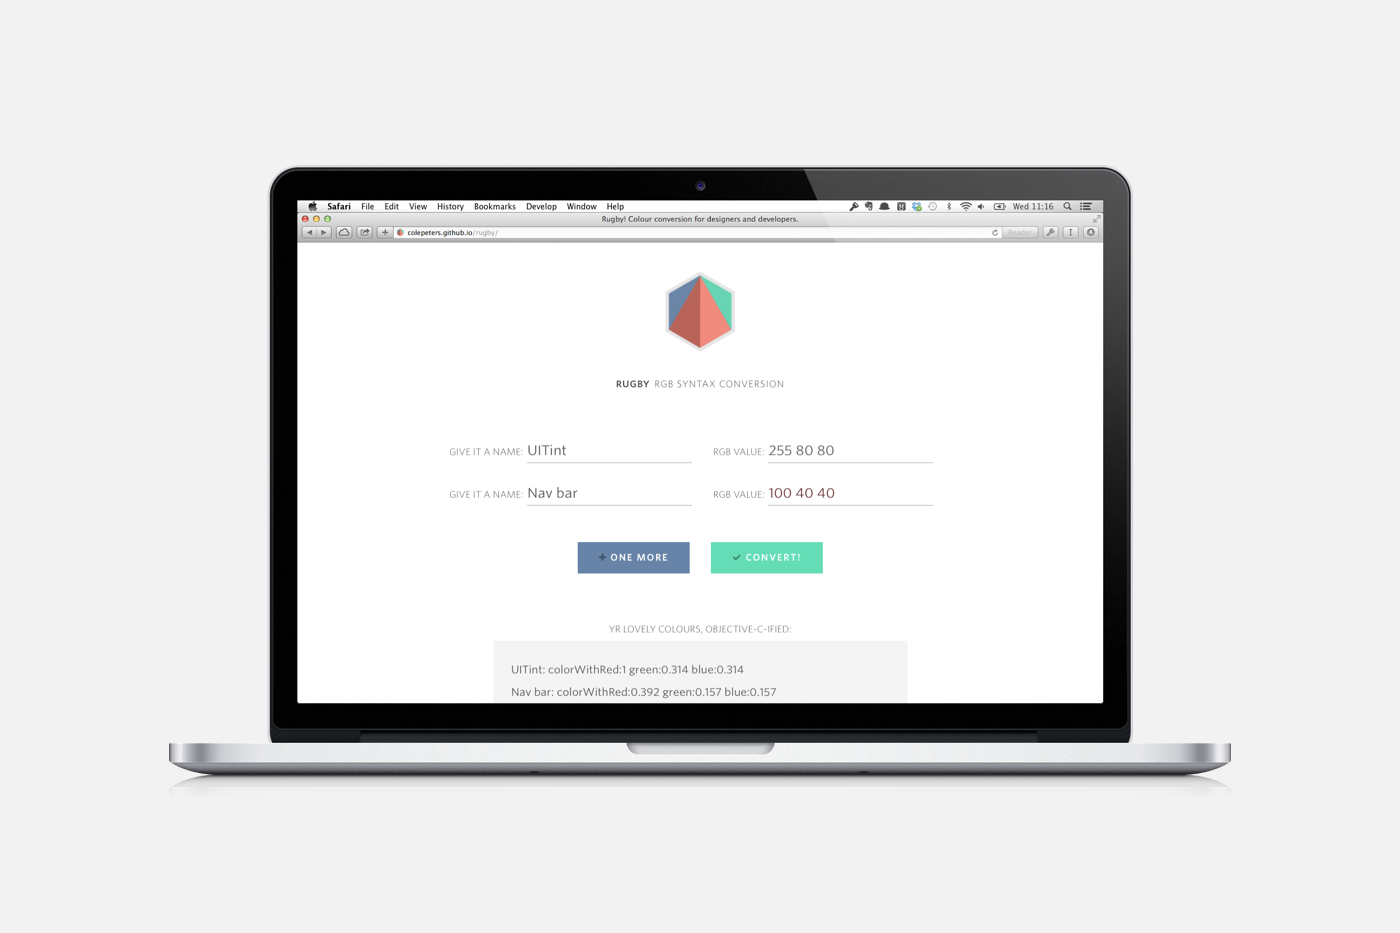 Safari File Edit View History Bookmarks Develop Window Help Wed 11:16
Rugby! Colour conversion for designers and developers.
colepeters.github.io/rugby/ Reader
RUGBY RGB SYNTAX CONVERSION
GIVE IT A NAME: UITint RGB VALUE: 255 80 80
GIVE IT A NAME: Nav bar RGB VALUE: 100 40 40
+ ONE MORE ✔ CONVERT!
YR LOVELY COLOURS, OBJECTIVE-C-IFIED:
UITint: colorWithRed:1 green:0.314 blue:0.314
Nav bar: colorWithRed:0.392 green:0.157 blue:0.157